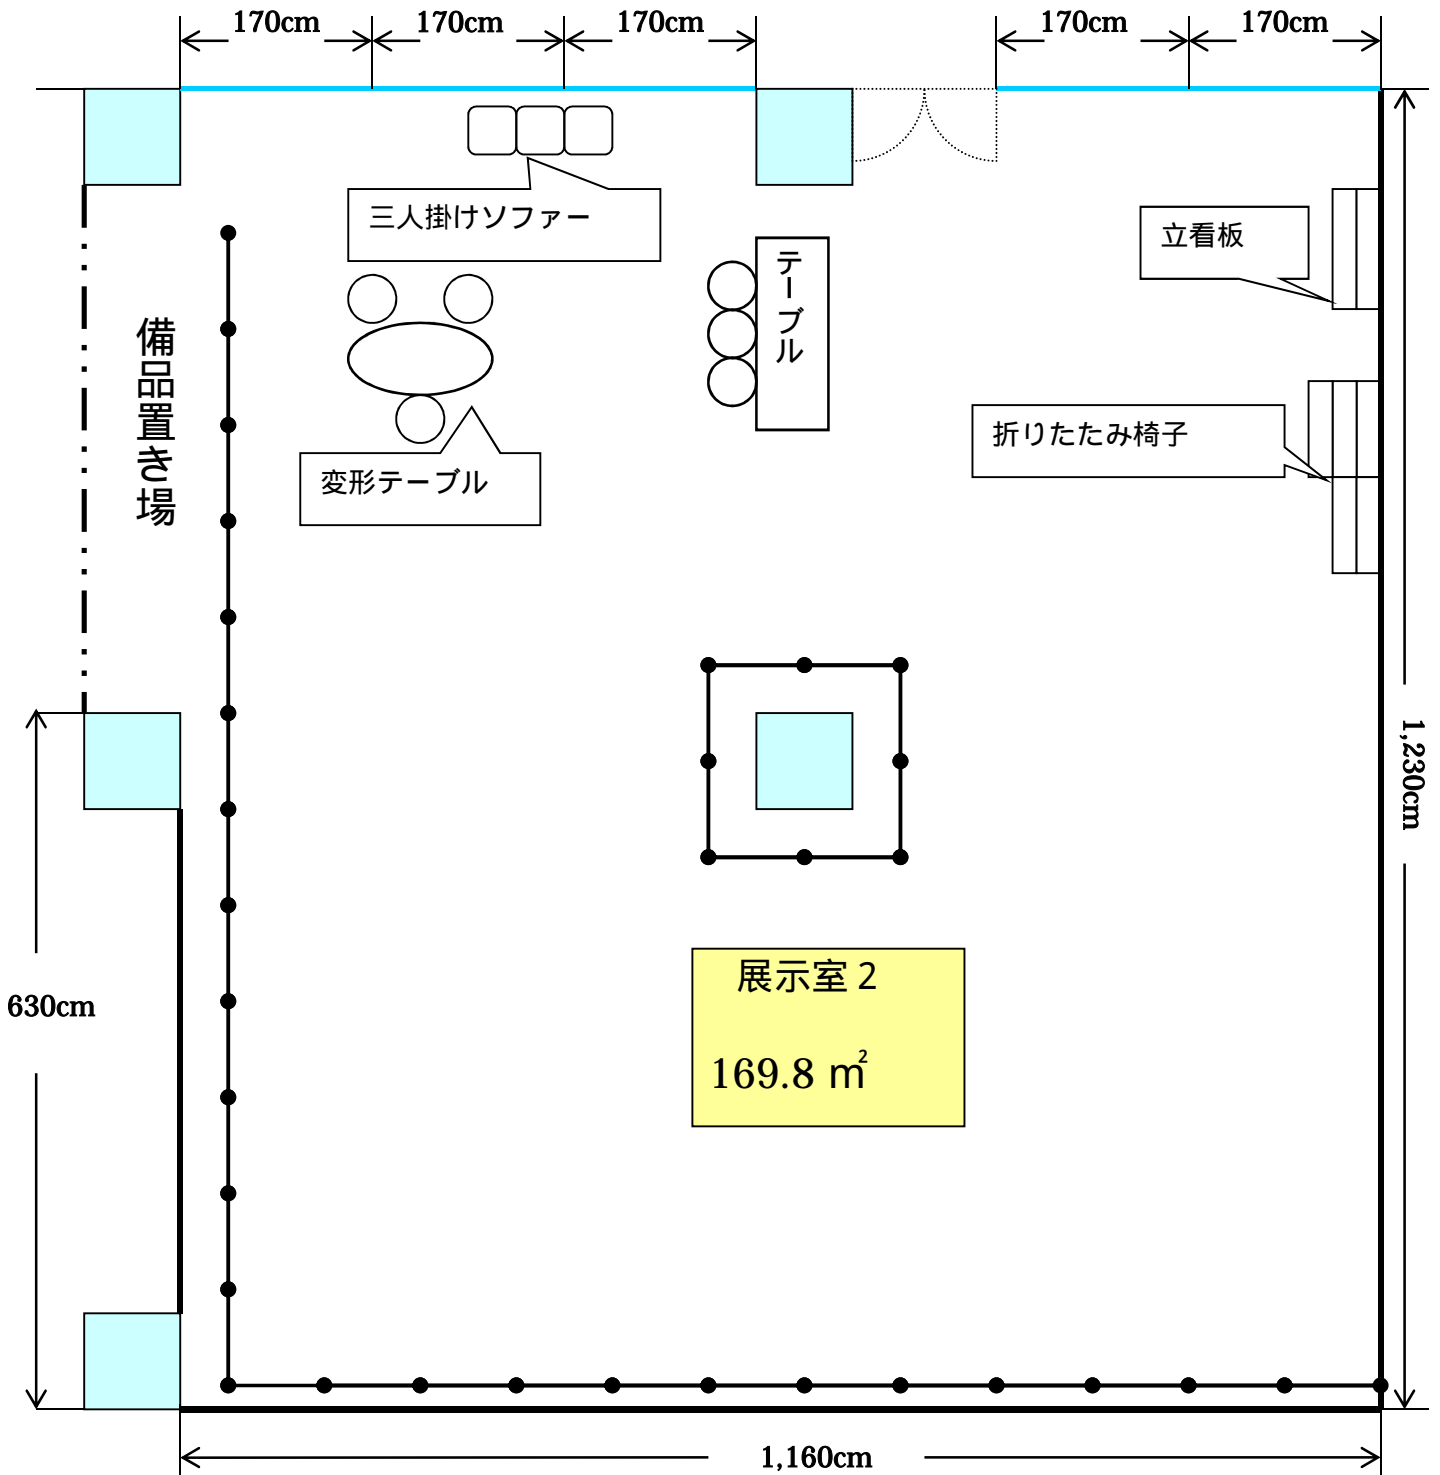 170cm
170cm
170cm
170cm
170cm
三人掛けソファー
立看板
テーブル
備品置き場
折りたたみ椅子
変形テーブル
1,230cm
展示室 2
169.8 ㎡
630cm
1,160cm